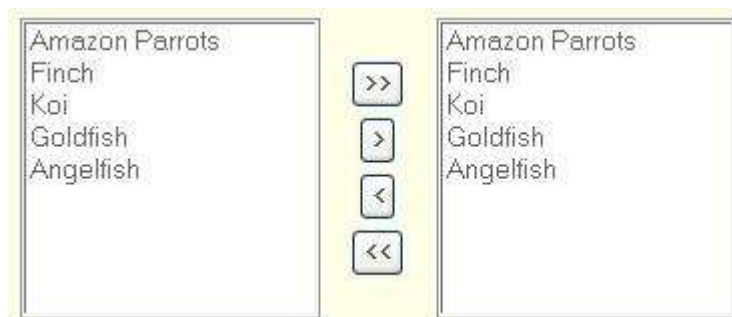 Amazon Parrots
Finch
Koi
Goldfish
Angelfish
>>
>
<
<<
Amazon Parrots
Finch
Koi
Goldfish
Angelfish